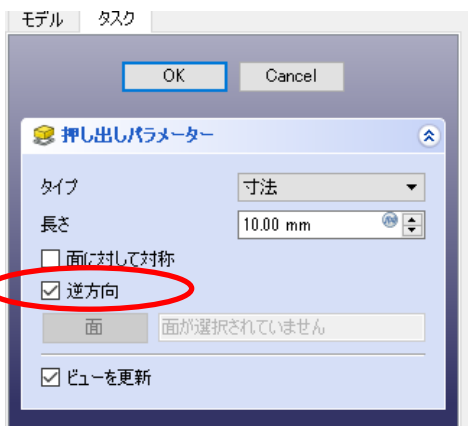 モデル タスク
OK Cancel
押し出しパラメーター
タイプ 寸法
長さ 10.00 mm
面に対して対称
逆方向
面 面が選択されていません
ビューを更新